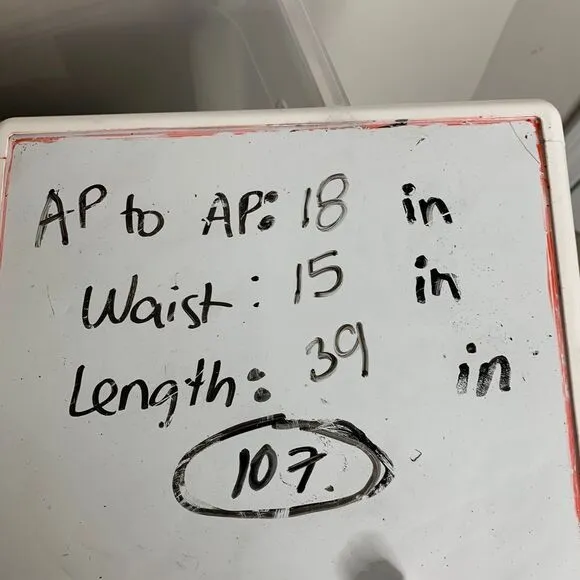 AP to AP: 18 in
Waist: 15 in
Length: 39 in
107.